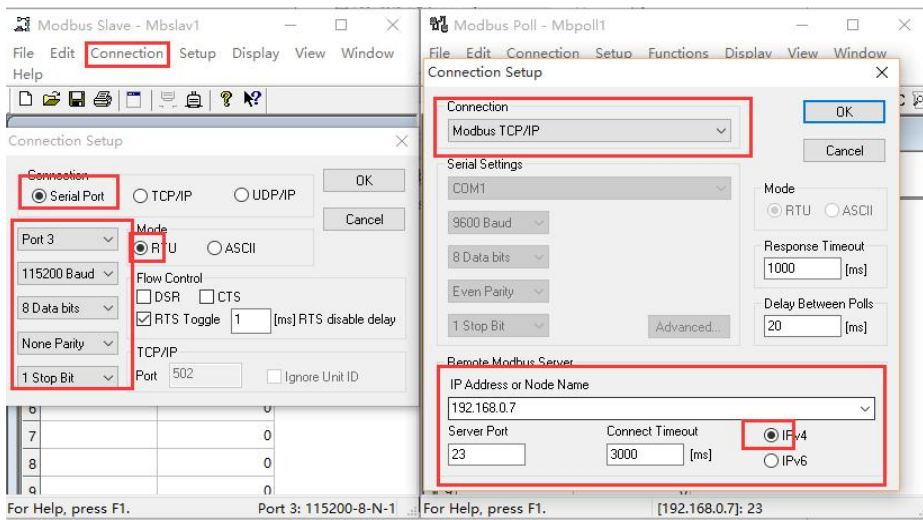 Modbus Slave - Mbslav1
File Edit Connection Setup Display View Window
Help
Connection Setup
Connection
Serial Port
TCP/IP
UDP/IP
OK
Cancel
Port 3
115200 Baud
8 Data bits
None Parity
1 Stop Bit
Mode
RTU
ASCII
Flow Control
DSR
CTS
RTS Toggle
1
[ms] RTS disable delay
TCP/IP
Port
502
Ignore Unit ID
6 0
7 0
8 0
9 0
For Help, press F1.
Port 3: 115200-8-N-1
Modbus Poll - Mbpoll1
File Edit Connection Setup Functions Display View Window
Connection Setup
Connection
Modbus TCP/IP
OK
Cancel
Serial Settings
COM1
9600 Baud
8 Data bits
Even Parity
1 Stop Bit
Advanced...
Mode
RTU
ASCII
Response Timeout
1000
[ms]
Delay Between Polls
20
[ms]
Remote Modbus Server
IP Address or Node Name
192.168.0.7
Server Port
23
Connect Timeout
3000
[ms]
IPv4
IPv6
For Help, press F1.
[192.168.0.7]: 23